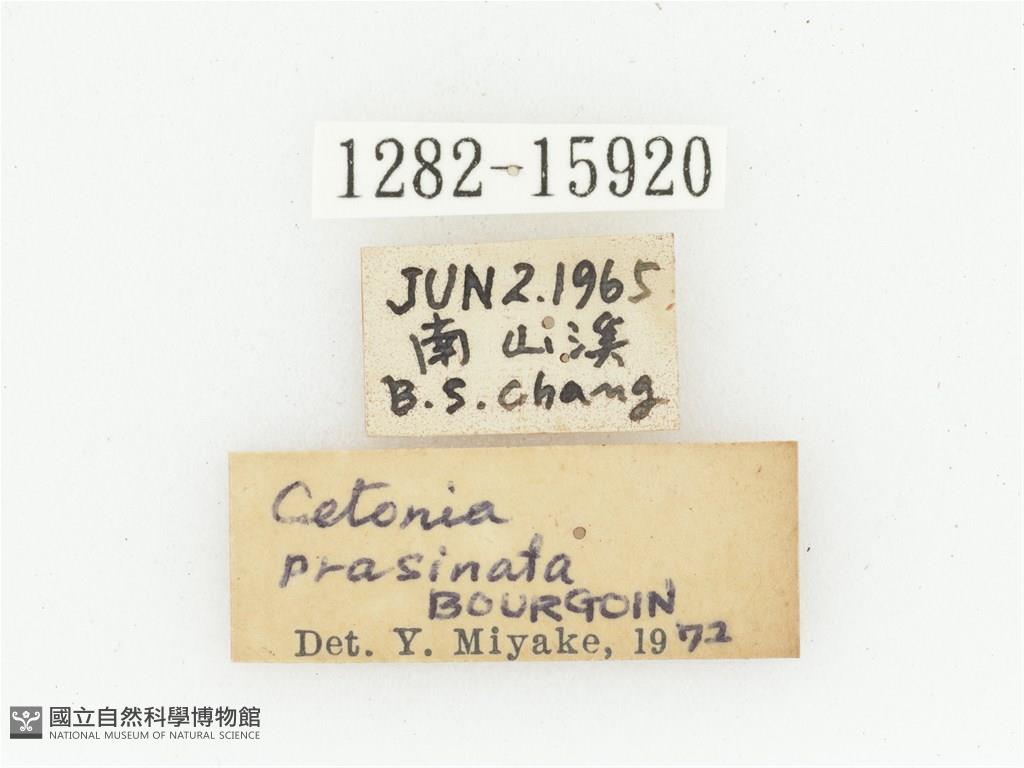 1282-15920
JUN 2.1965
南山溪
B.S.Chang
Cetonia
prasinata
BOURGOIN
Det. Y. Miyake, 1972
國立自然科學博物館
NATIONAL MUSEUM OF NATURAL SCIENCE